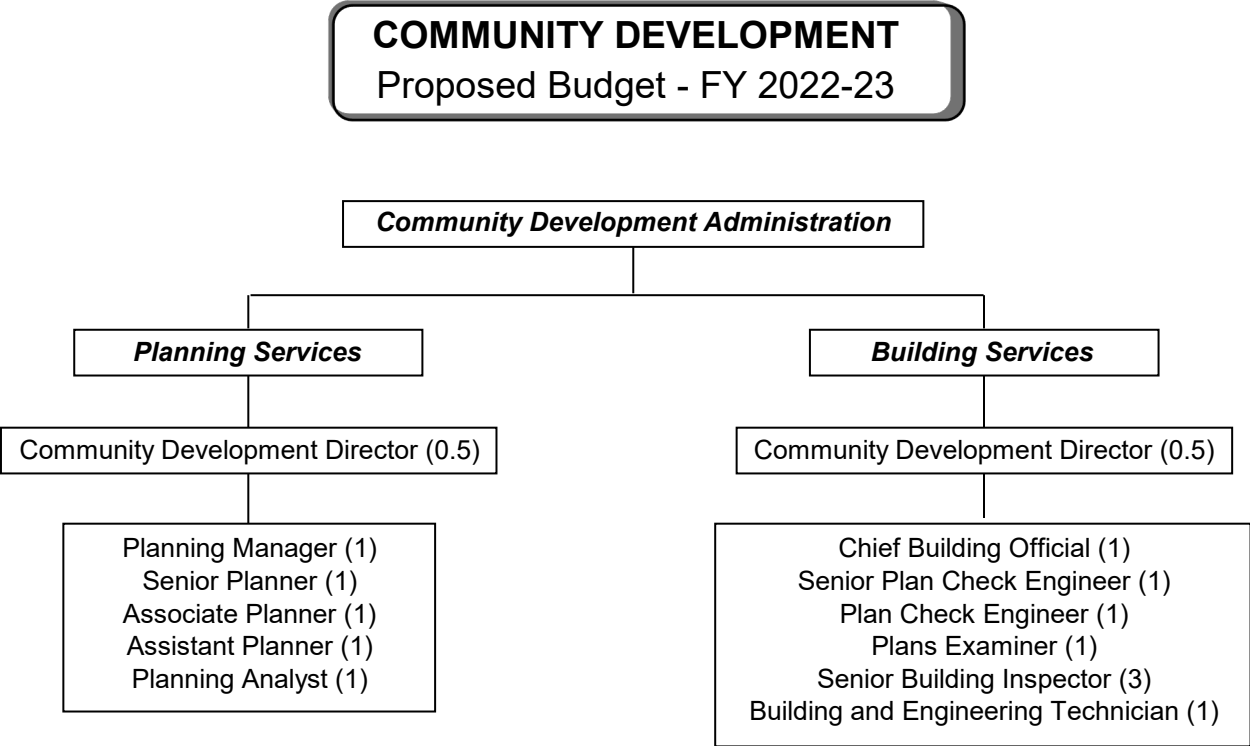 COMMUNITY DEVELOPMENT
Proposed Budget - FY 2022-23
Community Development Administration
Planning Services
Building Services
Community Development Director (0.5)
Community Development Director (0.5)
Planning Manager (1)
Senior Planner (1)
Associate Planner (1)
Assistant Planner (1)
Planning Analyst (1)
Chief Building Official (1)
Senior Plan Check Engineer (1)
Plan Check Engineer (1)
Plans Examiner (1)
Senior Building Inspector (3)
Building and Engineering Technician (1)